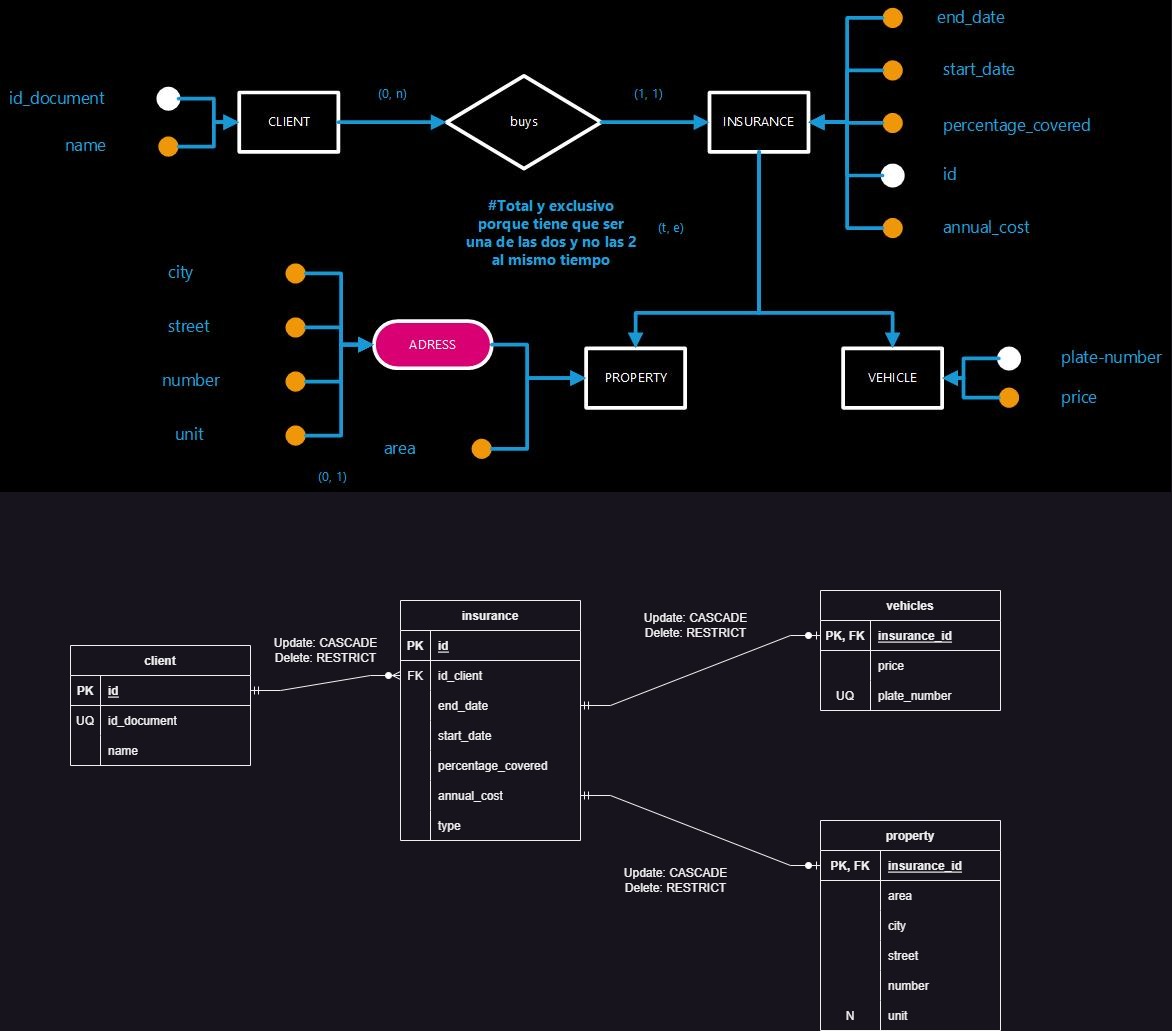 end_date
start_date
id_document
(0, n)
(1, 1)
CLIENT
buys
INSURANCE
percentage_covered
name
id
#Total y exclusivo
porque tiene que ser
una de las dos y no las 2
al mismo tiempo
(t, e)
annual_cost
city
street
ADRESS
number
unit
area
(0, 1)
PROPERTY
VEHICLE
plate-number
price
client
PK id
UQ id_document
name
Update: CASCADE
Delete: RESTRICT
insurance
PK id
FK id_client
end_date
start_date
percentage_covered
annual_cost
type
Update: CASCADE
Delete: RESTRICT
vehicles
PK, FK insurance_id
price
UQ plate_number
Update: CASCADE
Delete: RESTRICT
property
PK, FK insurance_id
area
city
street
number
N unit